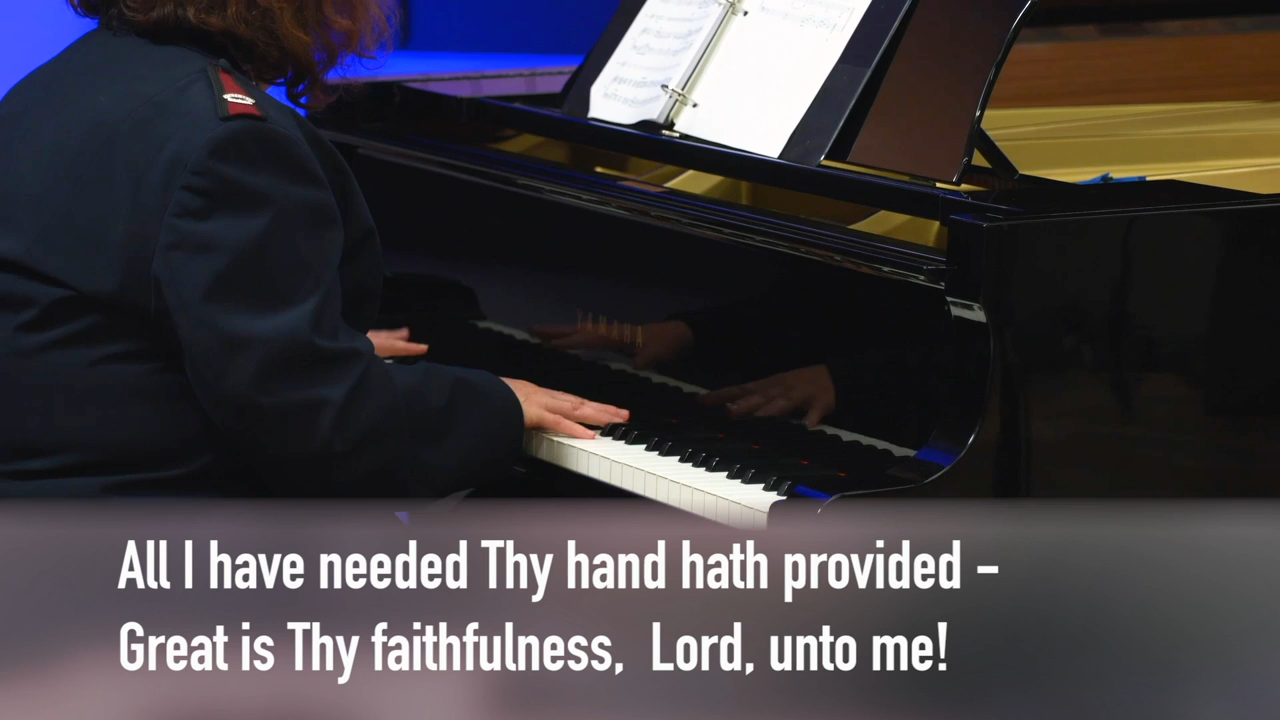 All I have needed Thy hand hath provided –
Great is Thy faithfulness, Lord, unto me!